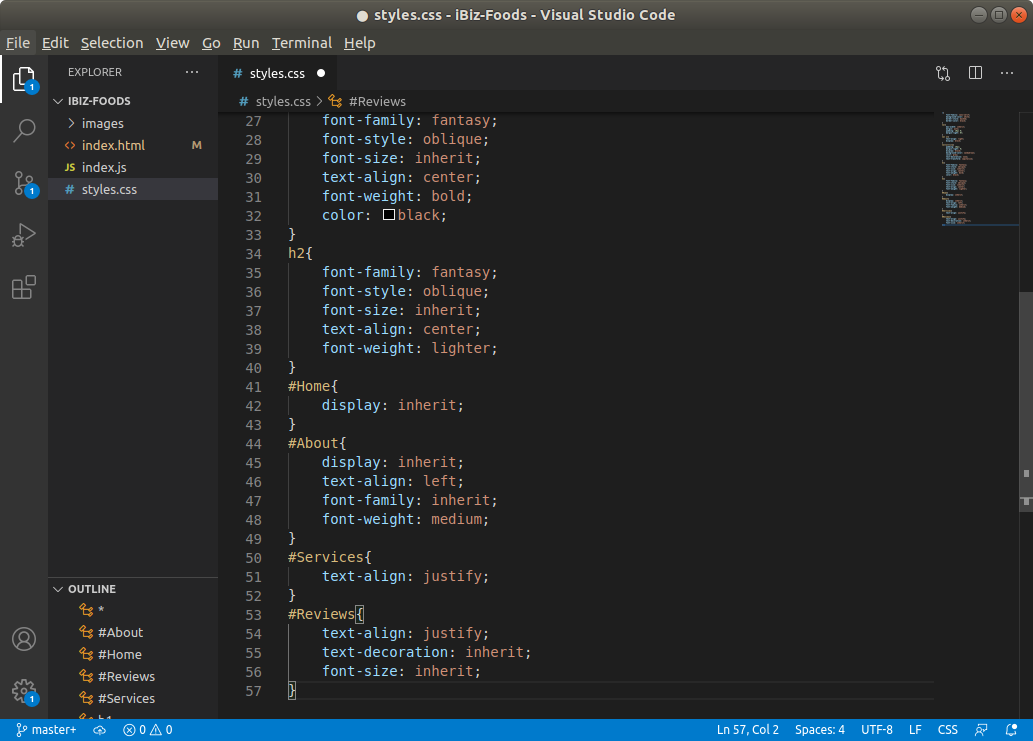 ● styles.css - iBiz-Foods - Visual Studio Code
File Edit Selection View Go Run Terminal Help
EXPLORER ···
1
IBIZ-FOODS
images
<> index.html M
JS index.js
# styles.css
1
OUTLINE
*
#About
#Home
#Reviews
#Services
h1
1
# styles.css ●
···
# styles.css > #Reviews
27 font-family: fantasy;
28 font-style: oblique;
29 font-size: inherit;
30 text-align: center;
31 font-weight: bold;
32 color: black;
33 }
34 h2{
35 font-family: fantasy;
36 font-style: oblique;
37 font-size: inherit;
38 text-align: center;
39 font-weight: lighter;
40 }
41 #Home{
42 display: inherit;
43 }
44 #About{
45 display: inherit;
46 text-align: left;
47 font-family: inherit;
48 font-weight: medium;
49 }
50 #Services{
51 text-align: justify;
52 }
53 #Reviews{
54 text-align: justify;
55 text-decoration: inherit;
56 font-size: inherit;
57 }
master+ 0 0 Ln 57, Col 2 Spaces: 4 UTF-8 LF CSS